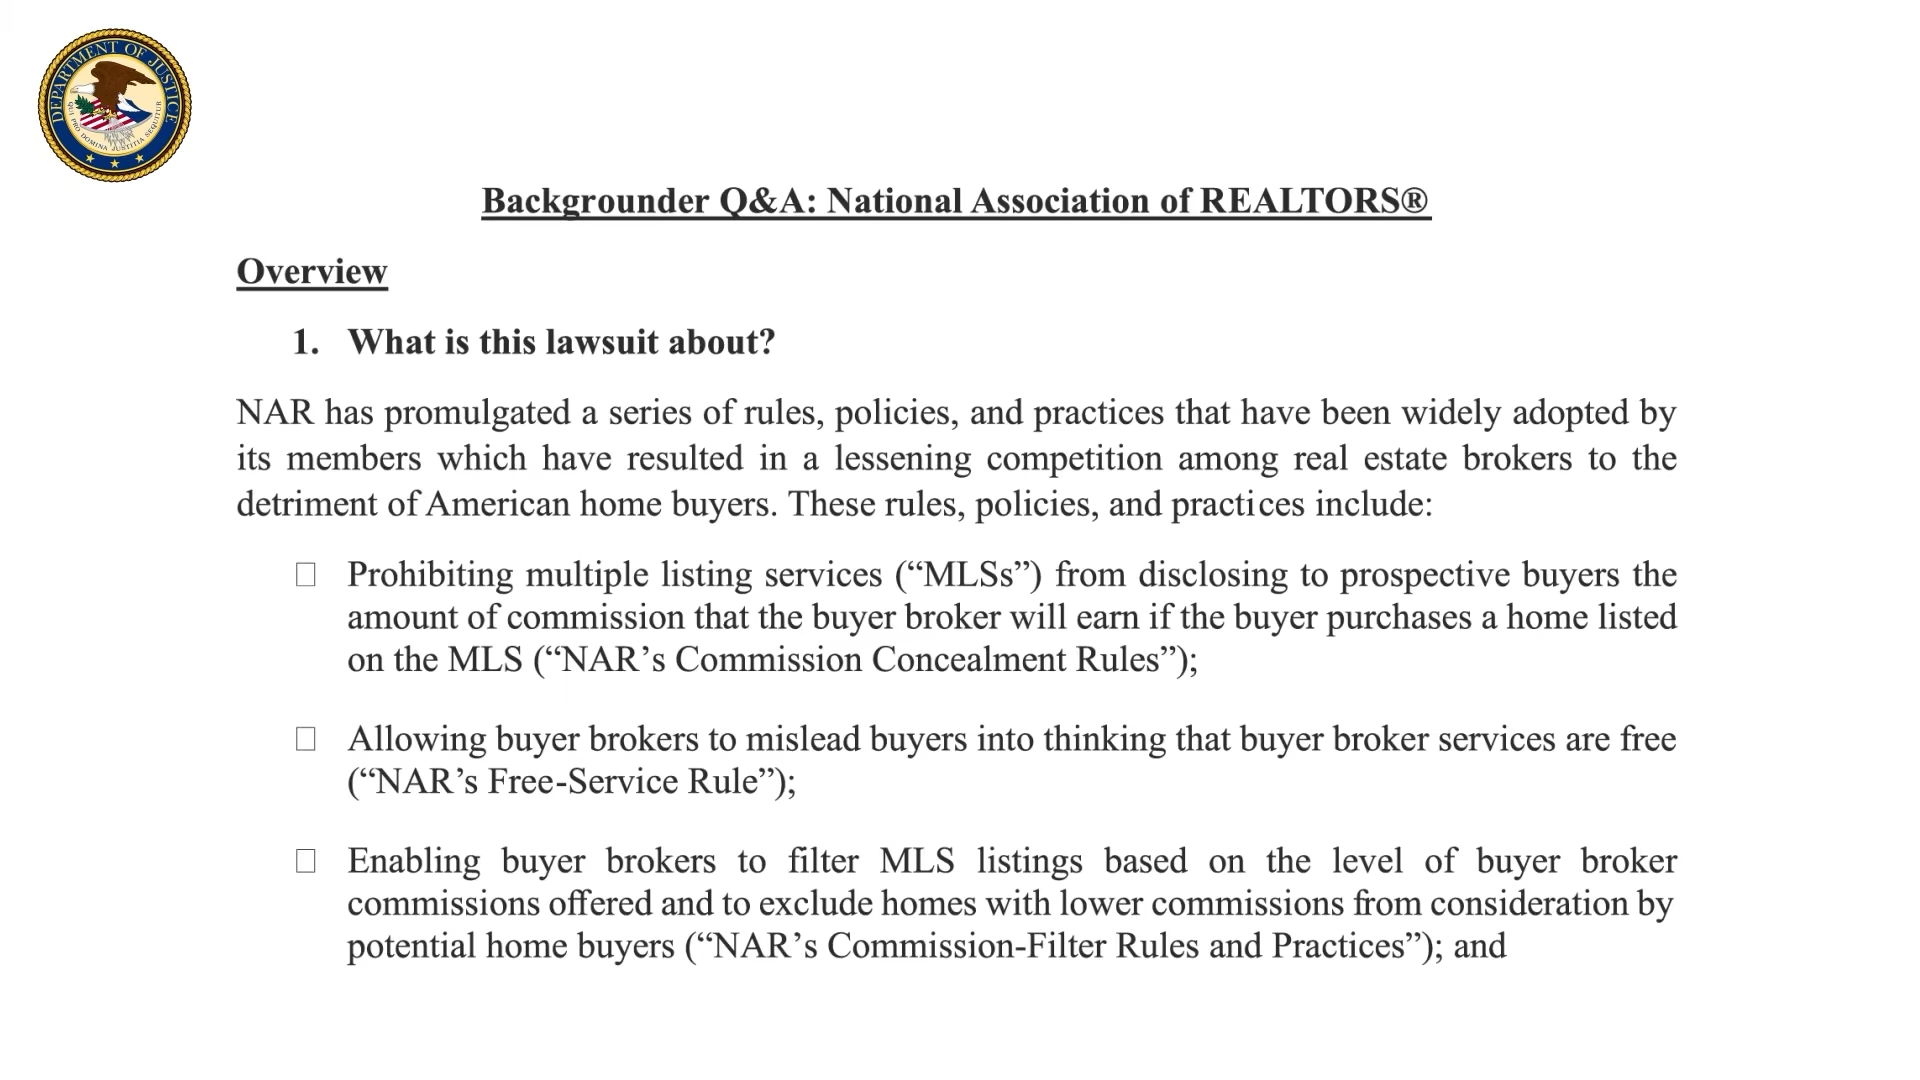 DEPARTMENT OF JUSTICE
QUI PRO DOMINA JUSTITIA SEQUITUR
Backgrounder Q&A: National Association of REALTORS®
Overview
1. What is this lawsuit about?
NAR has promulgated a series of rules, policies, and practices that have been widely adopted by
its members which have resulted in a lessening competition among real estate brokers to the
detriment of American home buyers. These rules, policies, and practices include:
□ Prohibiting multiple listing services (“MLSs”) from disclosing to prospective buyers the
amount of commission that the buyer broker will earn if the buyer purchases a home listed
on the MLS (“NAR’s Commission Concealment Rules”);
□ Allowing buyer brokers to mislead buyers into thinking that buyer broker services are free
(“NAR’s Free-Service Rule”);
□ Enabling buyer brokers to filter MLS listings based on the level of buyer broker
commissions offered and to exclude homes with lower commissions from consideration by
potential home buyers (“NAR’s Commission-Filter Rules and Practices”); and